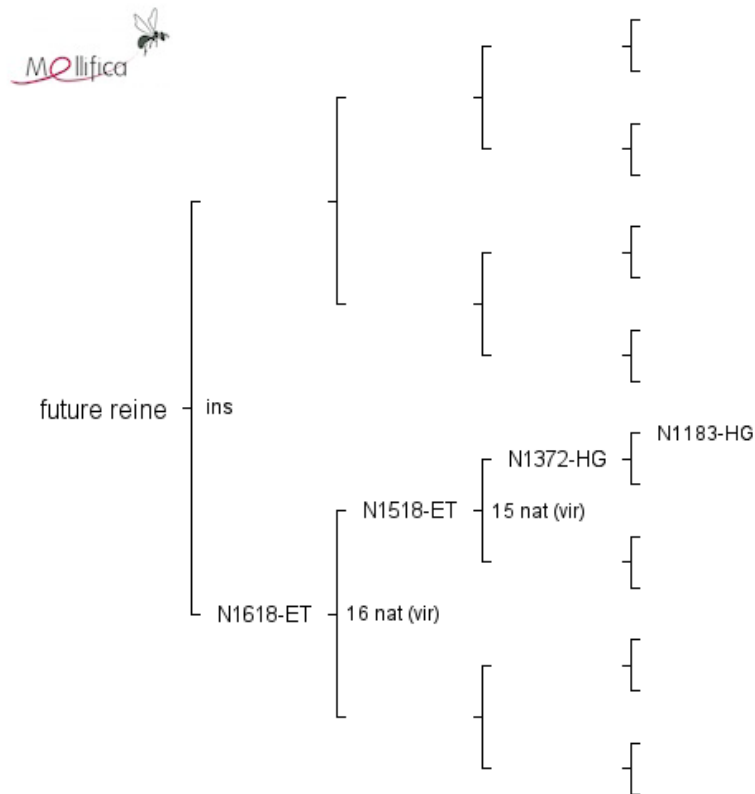 Mellifica
future reine
ins
N1183-HG
N1372-HG
N1518-ET
15 nat (vir)
N1618-ET
16 nat (vir)